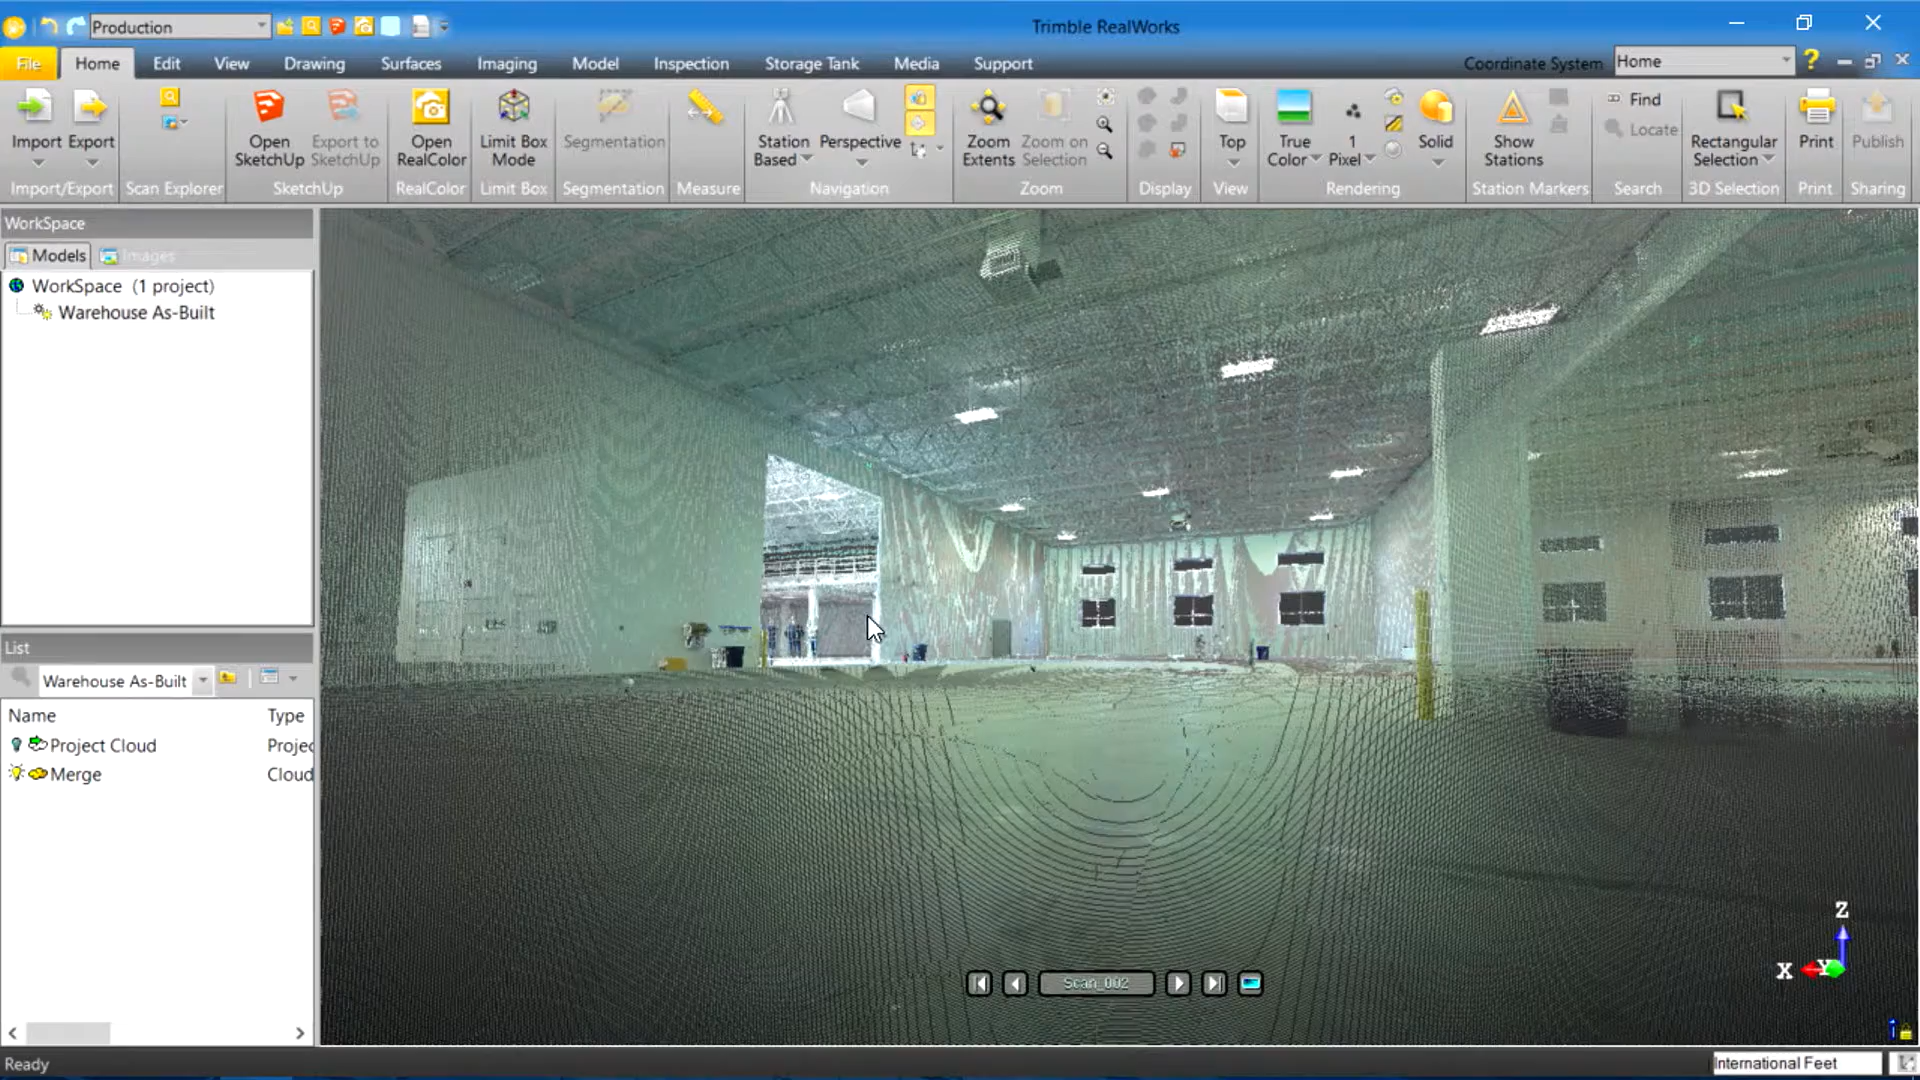 Production
Trimble RealWorks
File Home Edit View Drawing Surfaces Imaging Model Inspection Storage Tank Media Support
Coordinate System Home ?
Import Export
Open SketchUp
Export to SketchUp
Open RealColor
Limit Box Mode
Segmentation
Station Based
Perspective
Zoom Extents
Zoom on Selection
Top
True Color
1 Pixel
Solid
Show Stations
Find
Locate
Rectangular Selection
Print
Publish
Import/Export Scan Explorer SketchUp RealColor Limit Box Segmentation Measure Navigation Zoom Display View Rendering Station Markers Search 3D Selection Print Sharing
WorkSpace
Models Images
WorkSpace (1 project)
Warehouse As-Built
List
Warehouse As-Built
Name Type
Project Cloud Projec
Merge Cloud
Scan_002
Z
X Y
Ready
International Feet